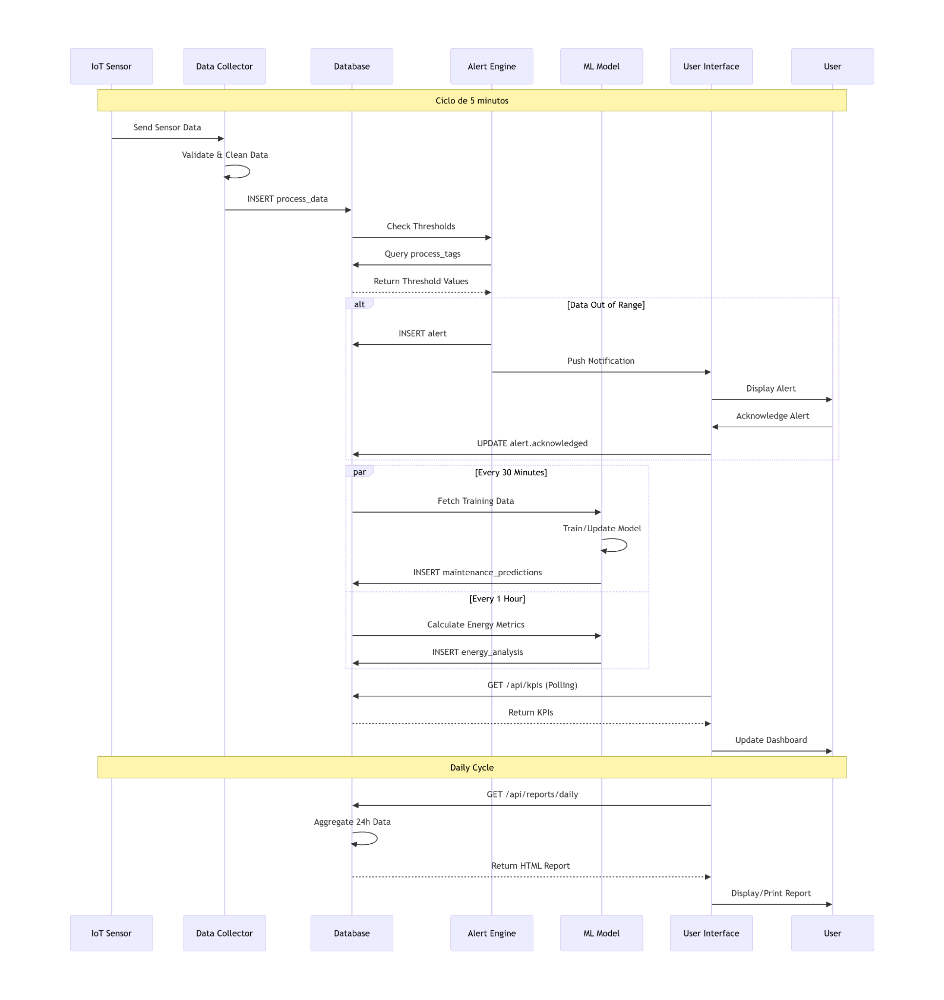 IoT Sensor
Data Collector
Database
Alert Engine
ML Model
User Interface
User
Ciclo de 5 minutos
Send Sensor Data
Validate & Clean Data
INSERT process_data
Check Thresholds
Query process_tags
Return Threshold Values
alt
[Data Out of Range]
INSERT alert
Push Notification
Display Alert
Acknowledge Alert
UPDATE alert.acknowledged
par
[Every 30 Minutes]
Fetch Training Data
Train/Update Model
INSERT maintenance_predictions
[Every 1 Hour]
Calculate Energy Metrics
INSERT energy_analysis
GET /api/kpis (Polling)
Return KPIs
Update Dashboard
Daily Cycle
GET /api/reports/daily
Aggregate 24h Data
Return HTML Report
Display/Print Report
IoT Sensor
Data Collector
Database
Alert Engine
ML Model
User Interface
User